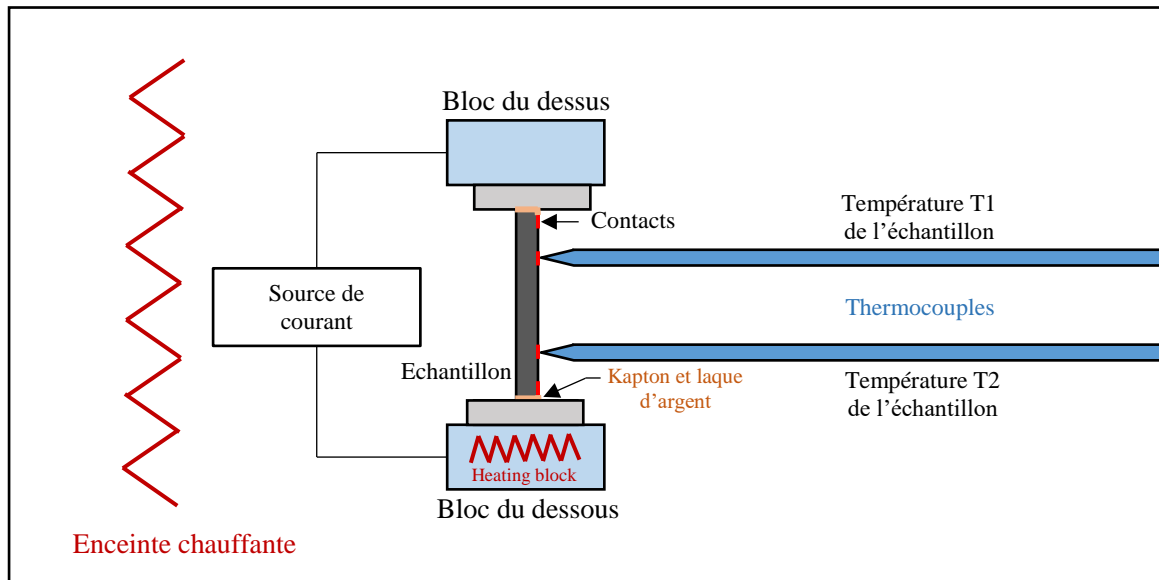 Bloc du dessus
Contacts
Température T1
de l’échantillon
Source de
courant
Thermocouples
Echantillon
Kapton et laque
d’argent
Température T2
de l’échantillon
Heating block
Bloc du dessous
Enceinte chauffante